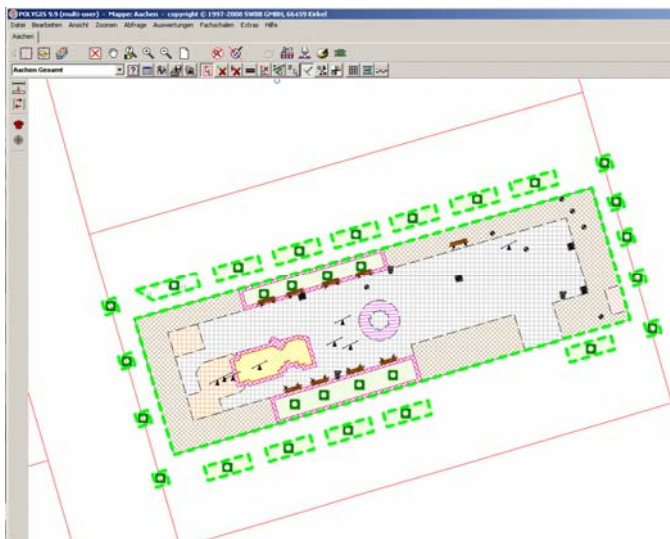 POLYGIS 9.9 (multi-user) - Mappe: Aachen - copyright © 1997-2008 SWBB GMBH, 66459 Kirkel
Datei Bearbeiten Ansicht Zoomen Abfrage Auswertungen Fachschalen Extras Hilfe
Aachen
Aachen Gesamt